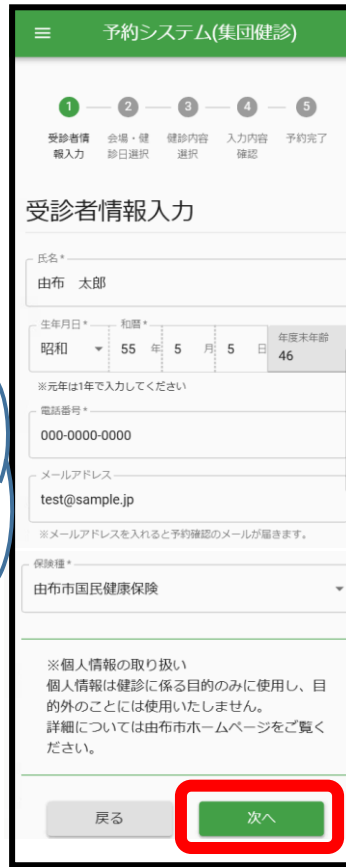 予約システム(集団健診)
1 2 3 4 5
受診者情報入力 会場・健診日選択 健診内容選択 入力内容確認 予約完了
受診者情報入力
氏名*
由布　太郎
生年月日* 和暦*
昭和 55 年 5 月 5 日 年度末年齢 46
※元年は1年で入力してください
電話番号*
000-0000-0000
メールアドレス
test@sample.jp
※メールアドレスを入れると予約確認のメールが届きます。
保険種*
由布市国民健康保険
※個人情報の取り扱い
個人情報は健診に係る目的のみに使用し、目
的外のことには使用いたしません。
詳細については由布市ホームページをご覧く
ださい。
戻る 次へ